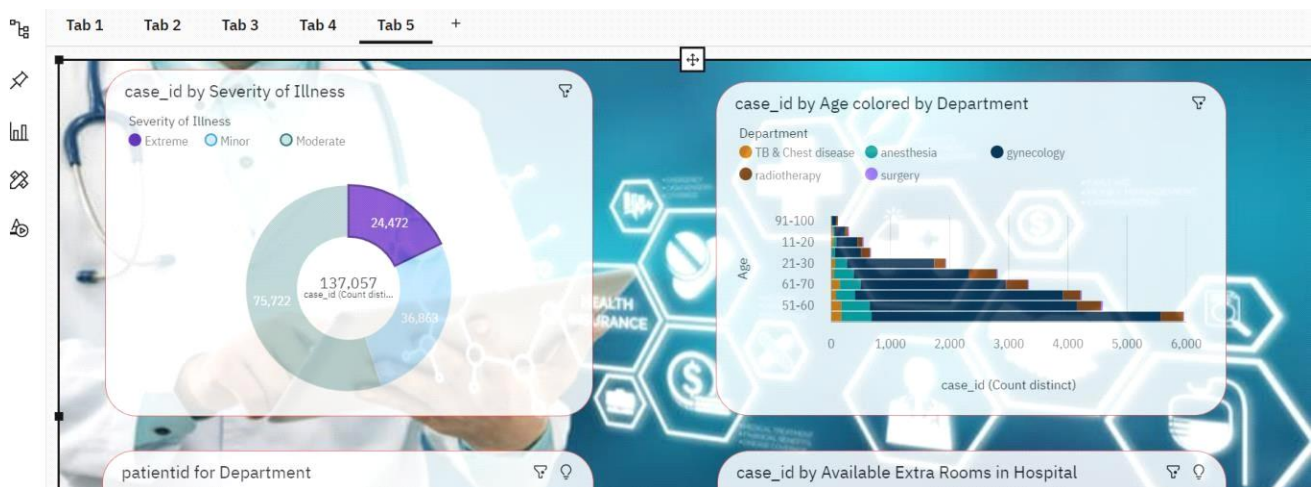 Tab 1 Tab 2 Tab 3 Tab 4 Tab 5 +
case_id by Severity of Illness
Severity of Illness
Extreme Minor Moderate
24,472
137,057
case_id (Count disti...
75,722
36,863
case_id by Age colored by Department
Department
TB & Chest disease anesthesia gynecology
radiotherapy surgery
Age
91-100
11-20
21-30
61-70
51-60
0 1,000 2,000 3,000 4,000 5,000 6,000
case_id (Count distinct)
HEALTH
INSURANCE
patientid for Department
case_id by Available Extra Rooms in Hospital